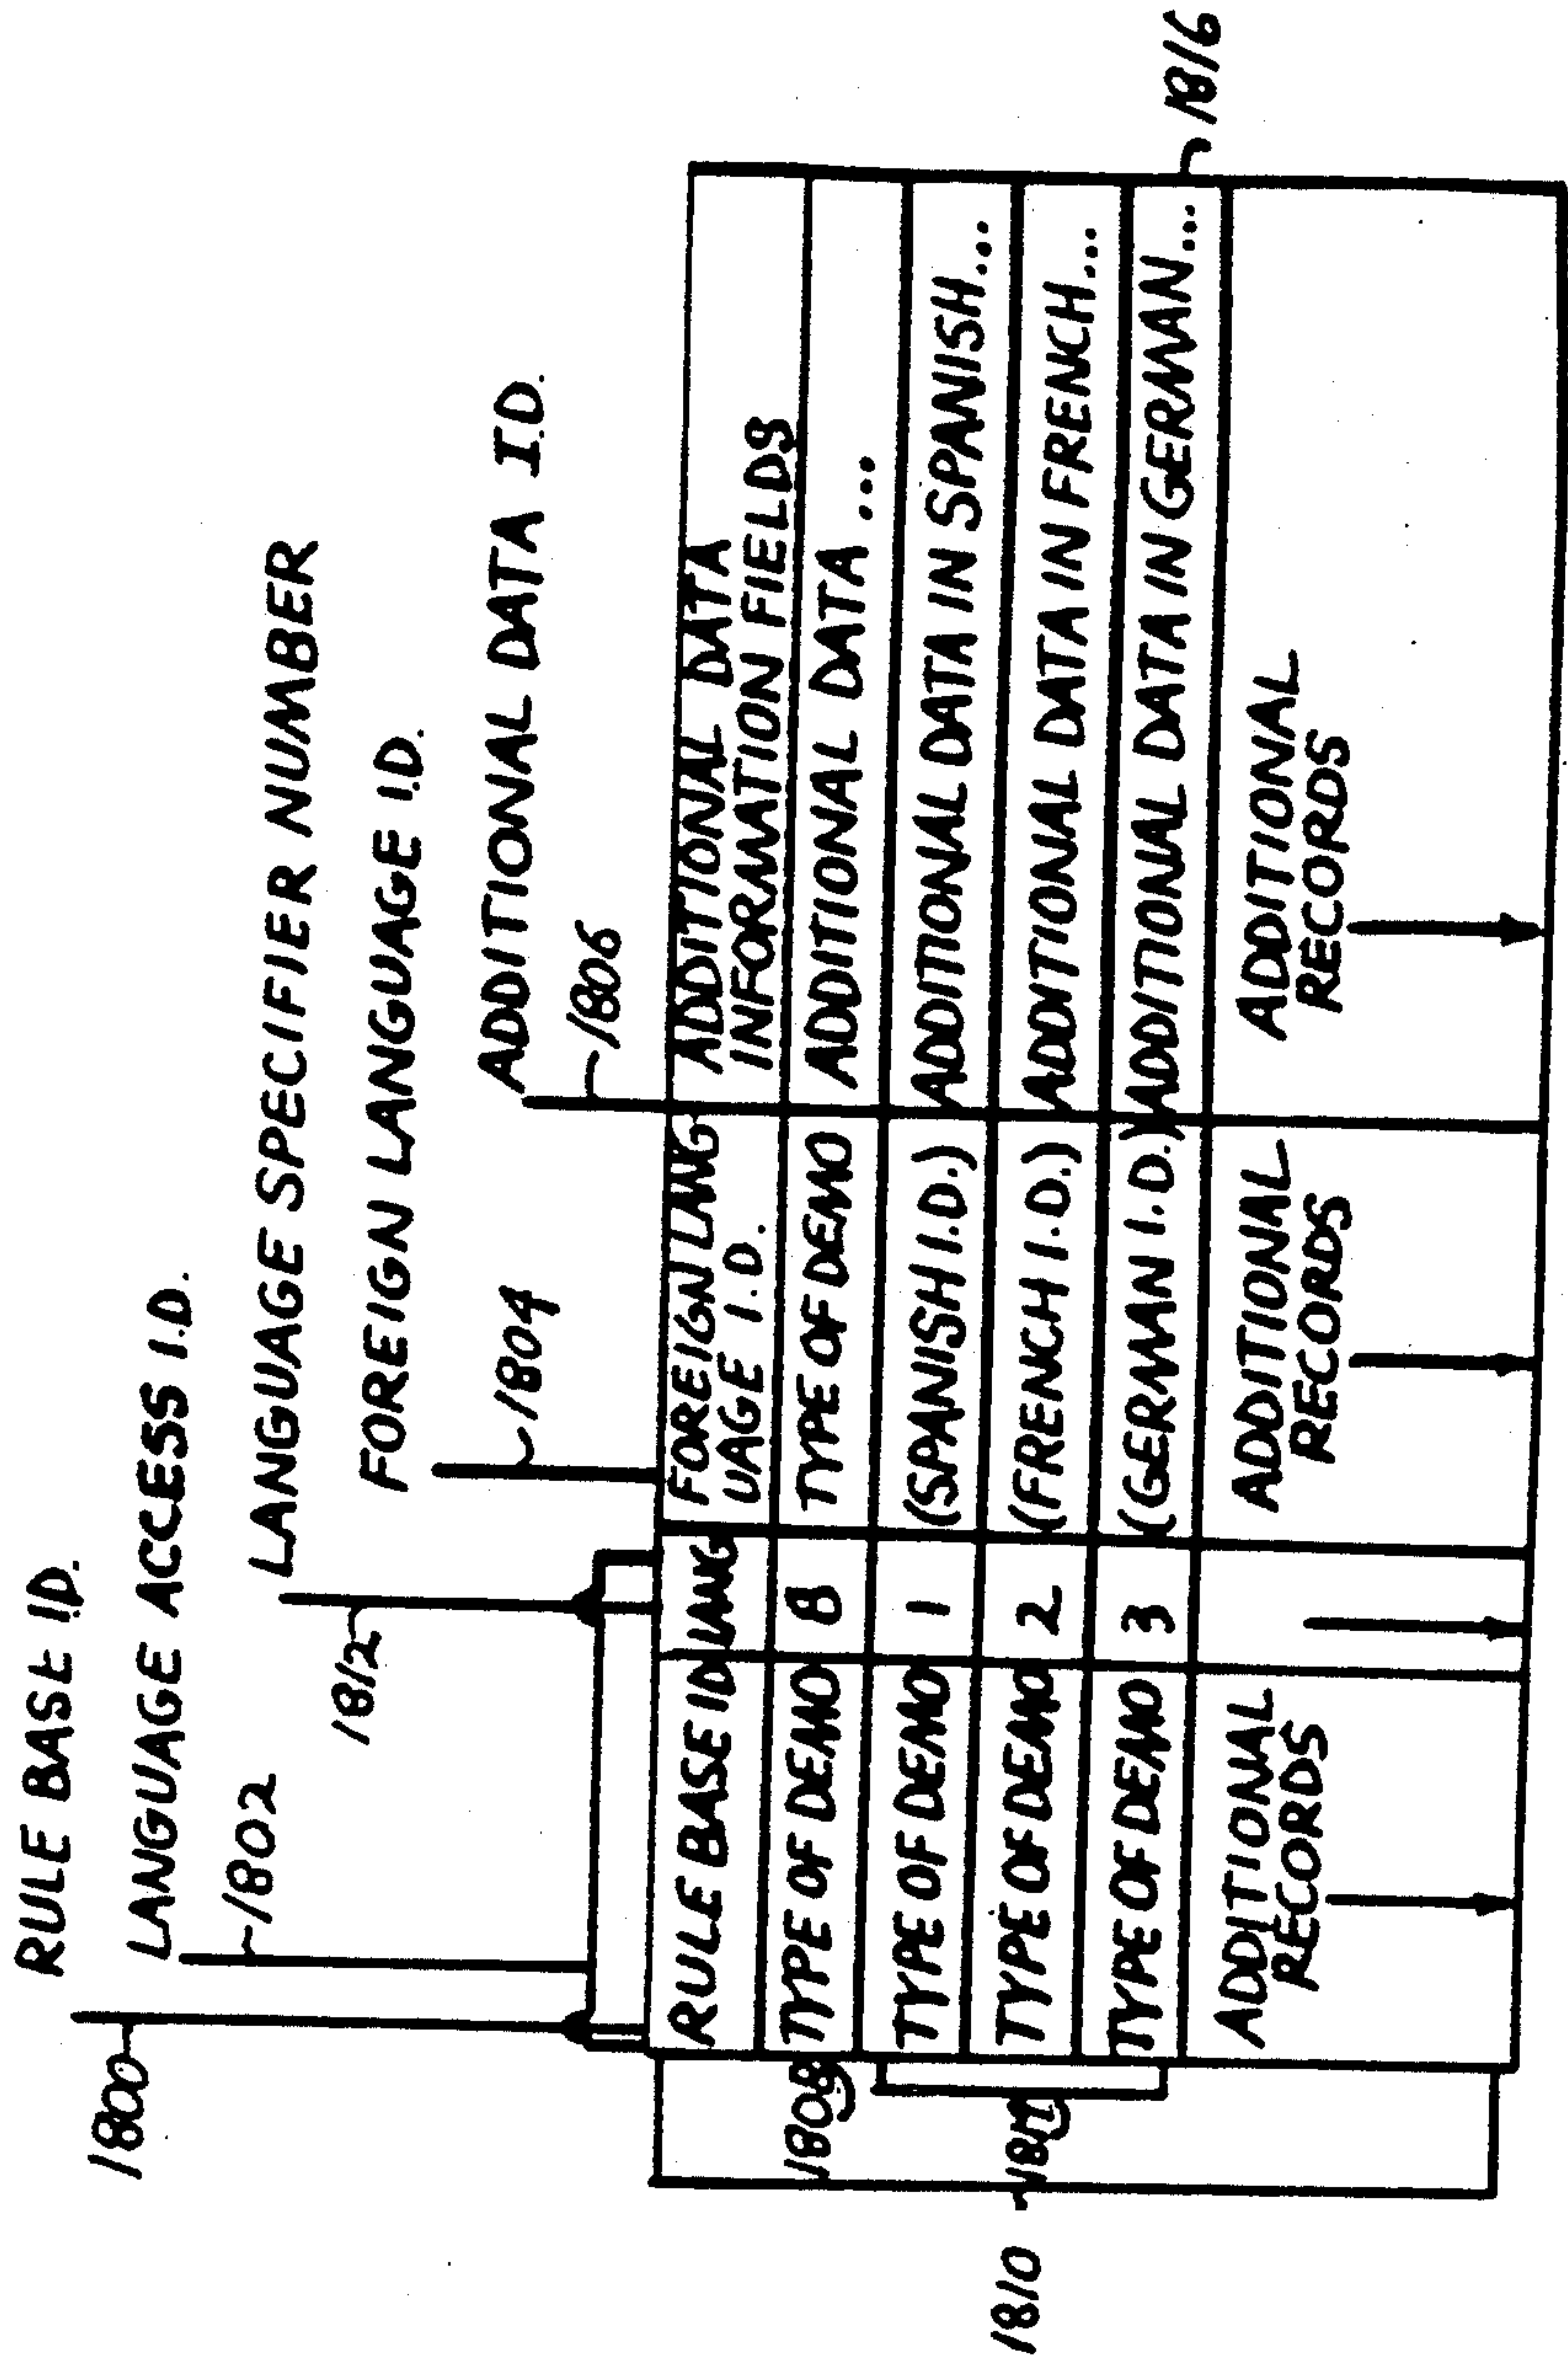 RULE BASE I.D.
1800
LANGUAGE ACCESS I.D.
1802
LANGUAGE SPECIFIER NUMBER
1812
FOREIGN LANGUAGE I.D.
1804
ADDITIONAL DATA I.D.
1806
RULE BASE ID LANG FOREIGN LANG ADDITIONAL DATA
UAGE I.D. INFORMATION FIELDS
1808 TYPE OF DEMO 8 TYPE OF DEMO ADDITIONAL DATA ...
TYPE OF DEMO 1 (SPANISH I.D.) ADDITIONAL DATA IN SPANISH...
1810
TYPE OF DEMO 2 (FRENCH I.D.) ADDITIONAL DATA IN FRENCH...
TYPE OF DEMO 3 (GERMAN I.D.) ADDITIONAL DATA IN GERMAN...
1816
ADDITIONAL ADDITIONAL ADDITIONAL
RECORDS RECORDS RECORDS